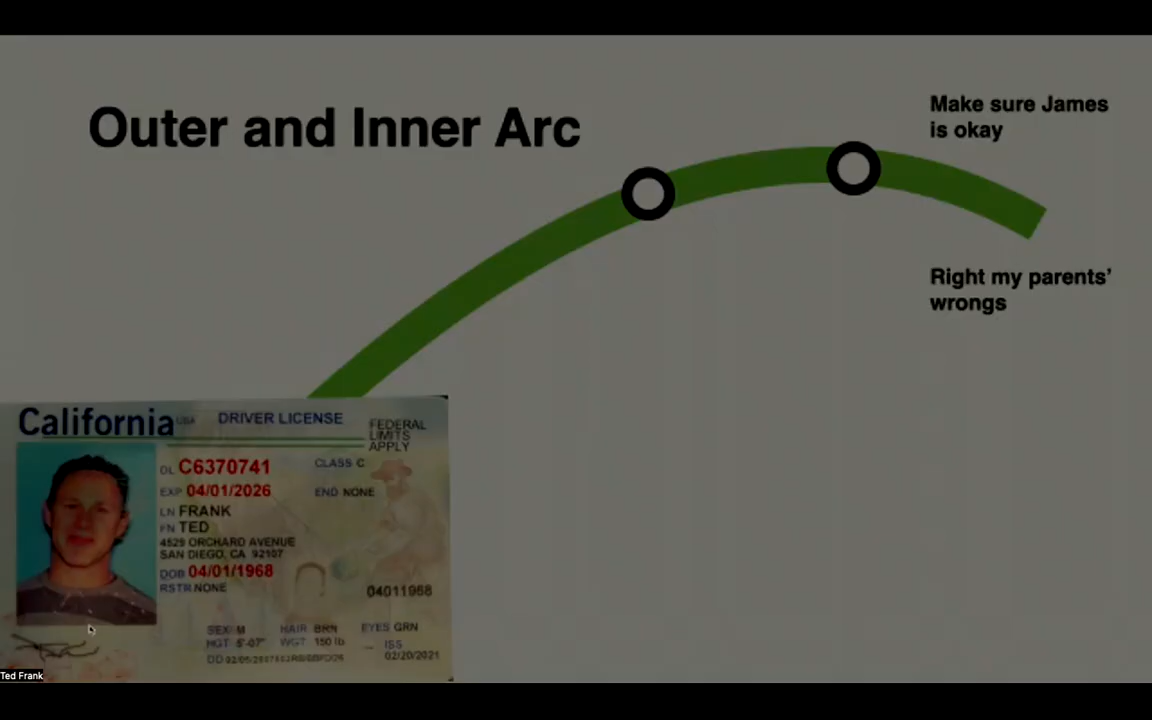 Outer and Inner Arc
Make sure James
is okay
Right my parents'
wrongs
California USA DRIVER LICENSE
FEDERAL
LIMITS
APPLY
DL C6370741 CLASS C
EXP 04/01/2026 END NONE
LN FRANK
FN TED
4529 ORCHARD AVENUE
SAN DIEGO, CA 92107
DOB 04/01/1968
RSTR NONE
04011968
SEX M HAIR BRN EYES GRN
HGT 5'-07" WGT 150 lb
ISS
DD 02/20/2021
Ted Frank